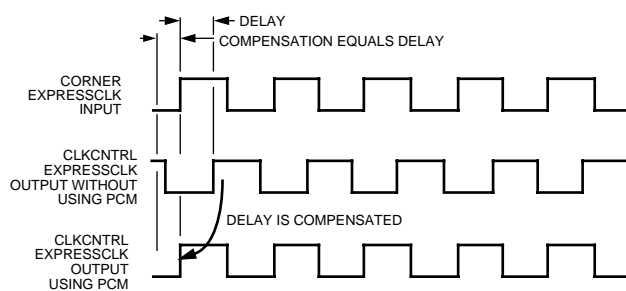 DELAY
COMPENSATION EQUALS DELAY
CORNER
EXPRESSCLK
INPUT
CLKCNTRL
EXPRESSCLK
OUTPUT WITHOUT
USING PCM
DELAY IS COMPENSATED
CLKCNTRL
EXPRESSCLK
OUTPUT
USING PCM